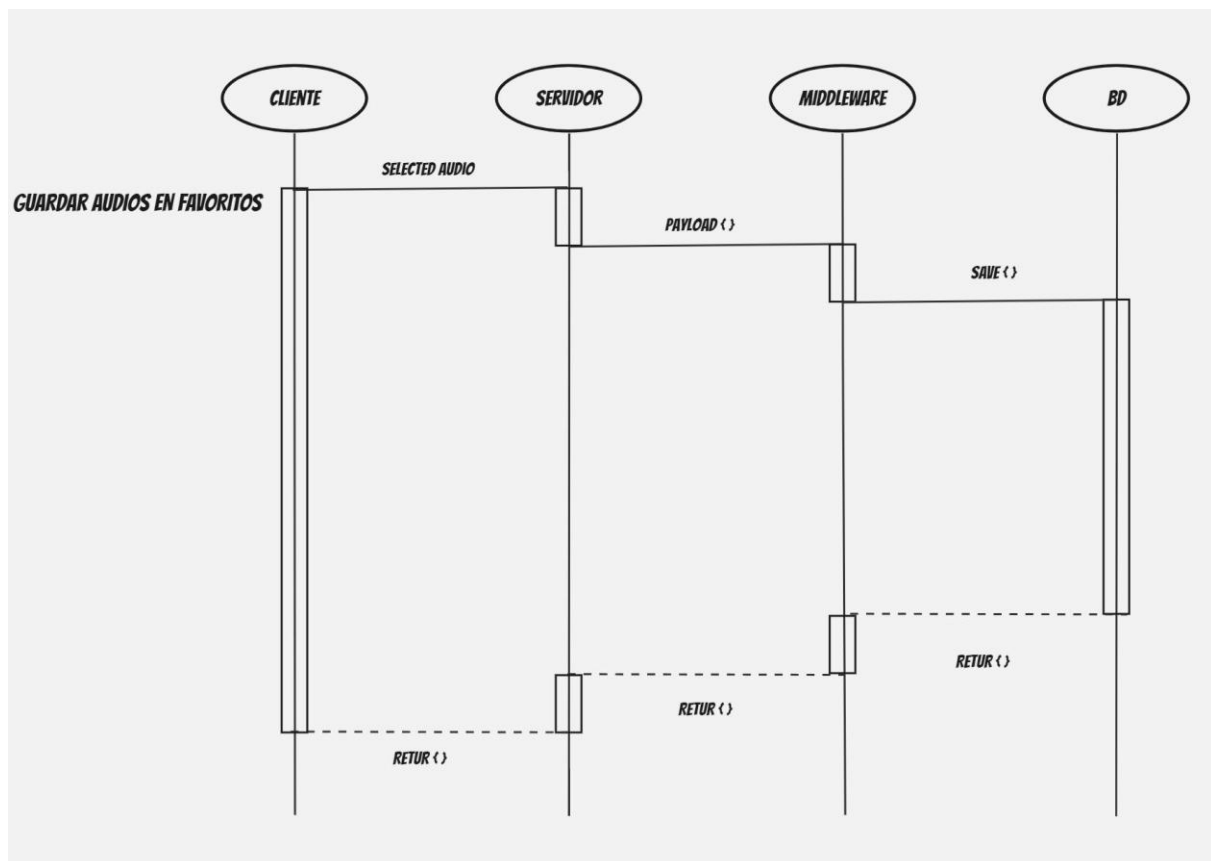 CLIENTE
SERVIDOR
MIDDLEWARE
BD
SELECTED AUDIO
GUARDAR AUDIOS EN FAVORITOS
PAYLOAD { }
SAVE { }
RETUR { }
RETUR { }
RETUR { }